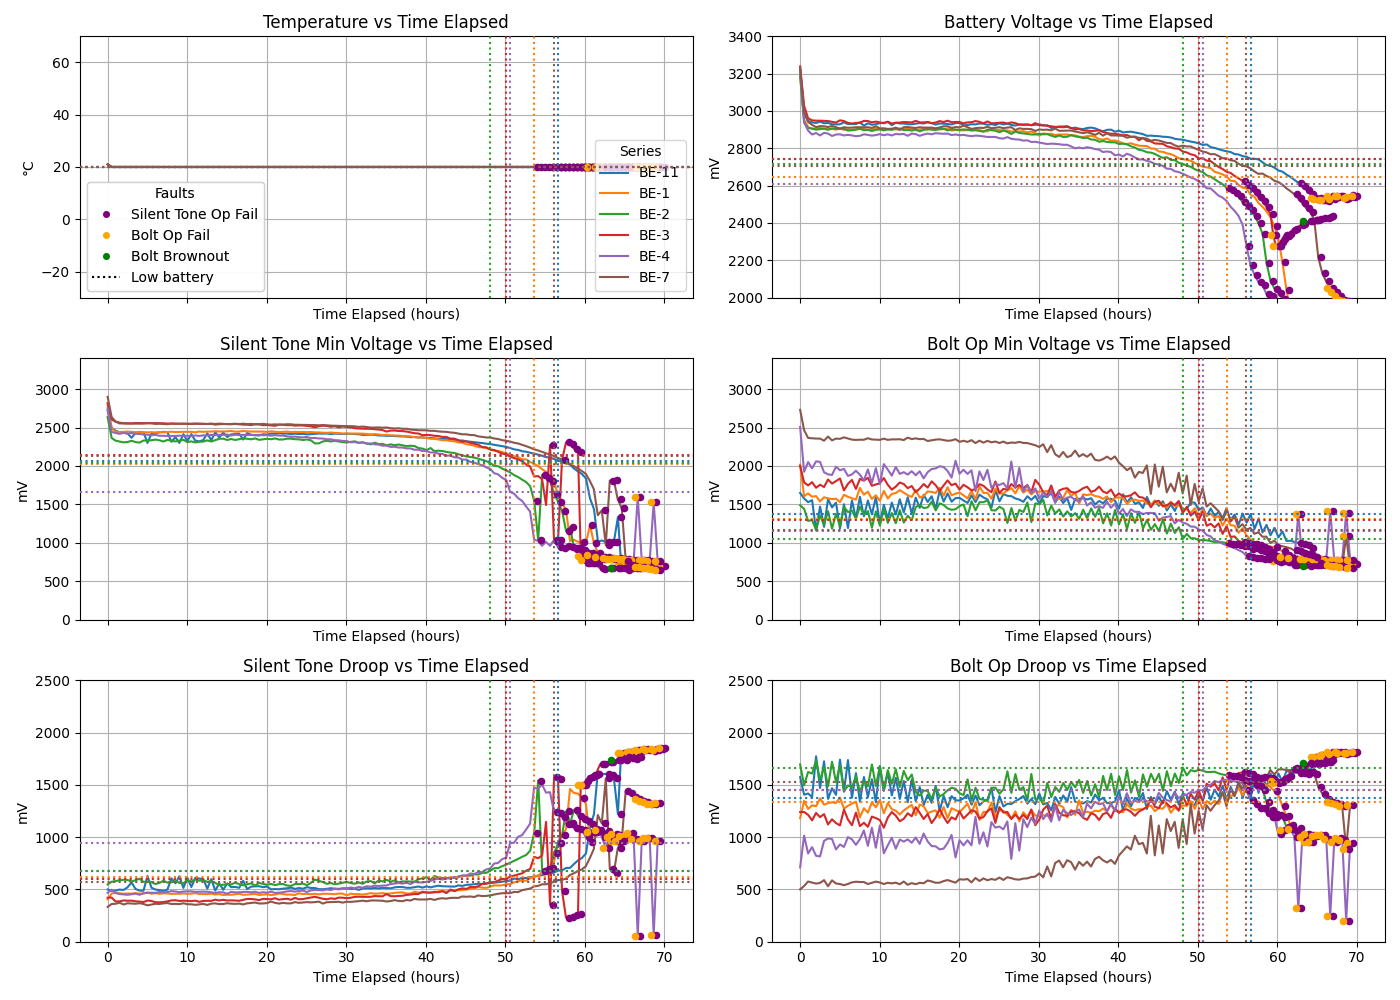 Temperature vs Time Elapsed
60
40
20
0
−20
°C
Time Elapsed (hours)
Faults
Silent Tone Op Fail
Bolt Op Fail
Bolt Brownout
Low battery
Series
BE-11
BE-1
BE-2
BE-3
BE-4
BE-7
Battery Voltage vs Time Elapsed
3400
3200
3000
2800
2600
2400
2200
2000
mV
Time Elapsed (hours)
Silent Tone Min Voltage vs Time Elapsed
3000
2500
2000
1500
1000
500
0
mV
Time Elapsed (hours)
Bolt Op Min Voltage vs Time Elapsed
3000
2500
2000
1500
1000
500
0
mV
Time Elapsed (hours)
Silent Tone Droop vs Time Elapsed
2500
2000
1500
1000
500
0
mV
0 10 20 30 40 50 60 70
Time Elapsed (hours)
Bolt Op Droop vs Time Elapsed
2500
2000
1500
1000
500
0
mV
0 10 20 30 40 50 60 70
Time Elapsed (hours)